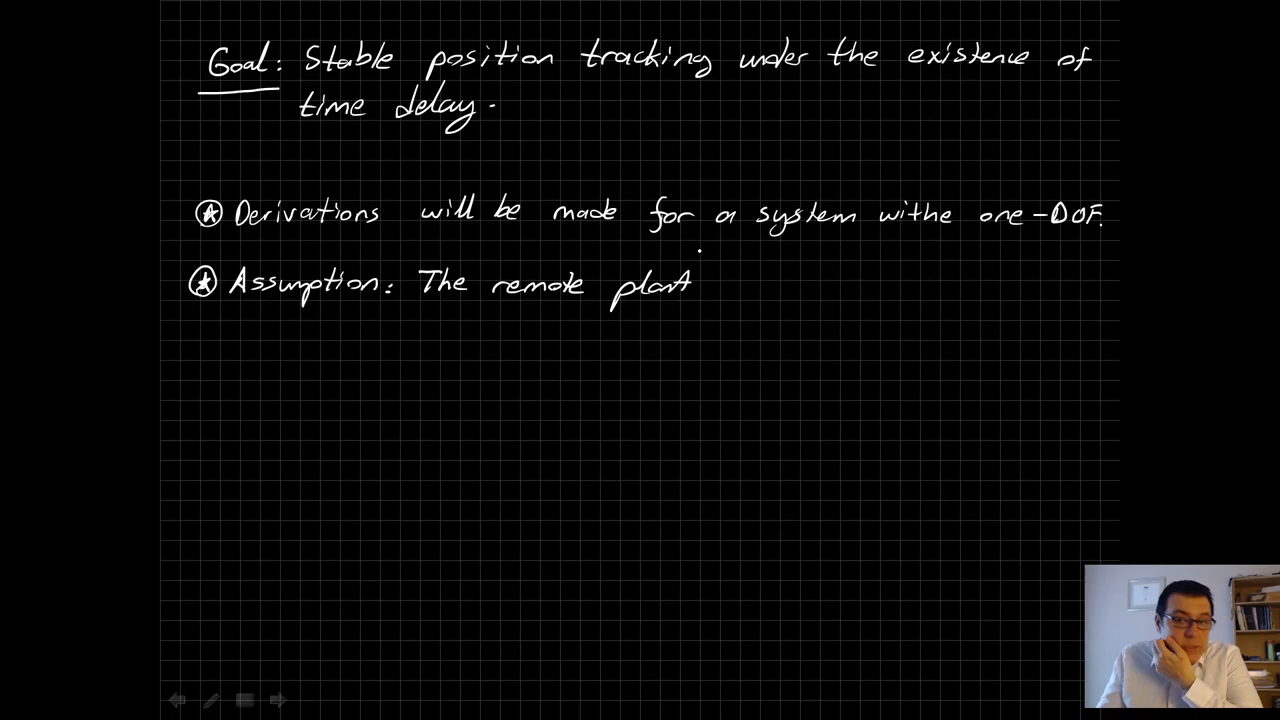 Goal: Stable position tracking under the existence of
time delay.
Derivations will be made for a system withe one-DOF.
Assumption: The remote plant